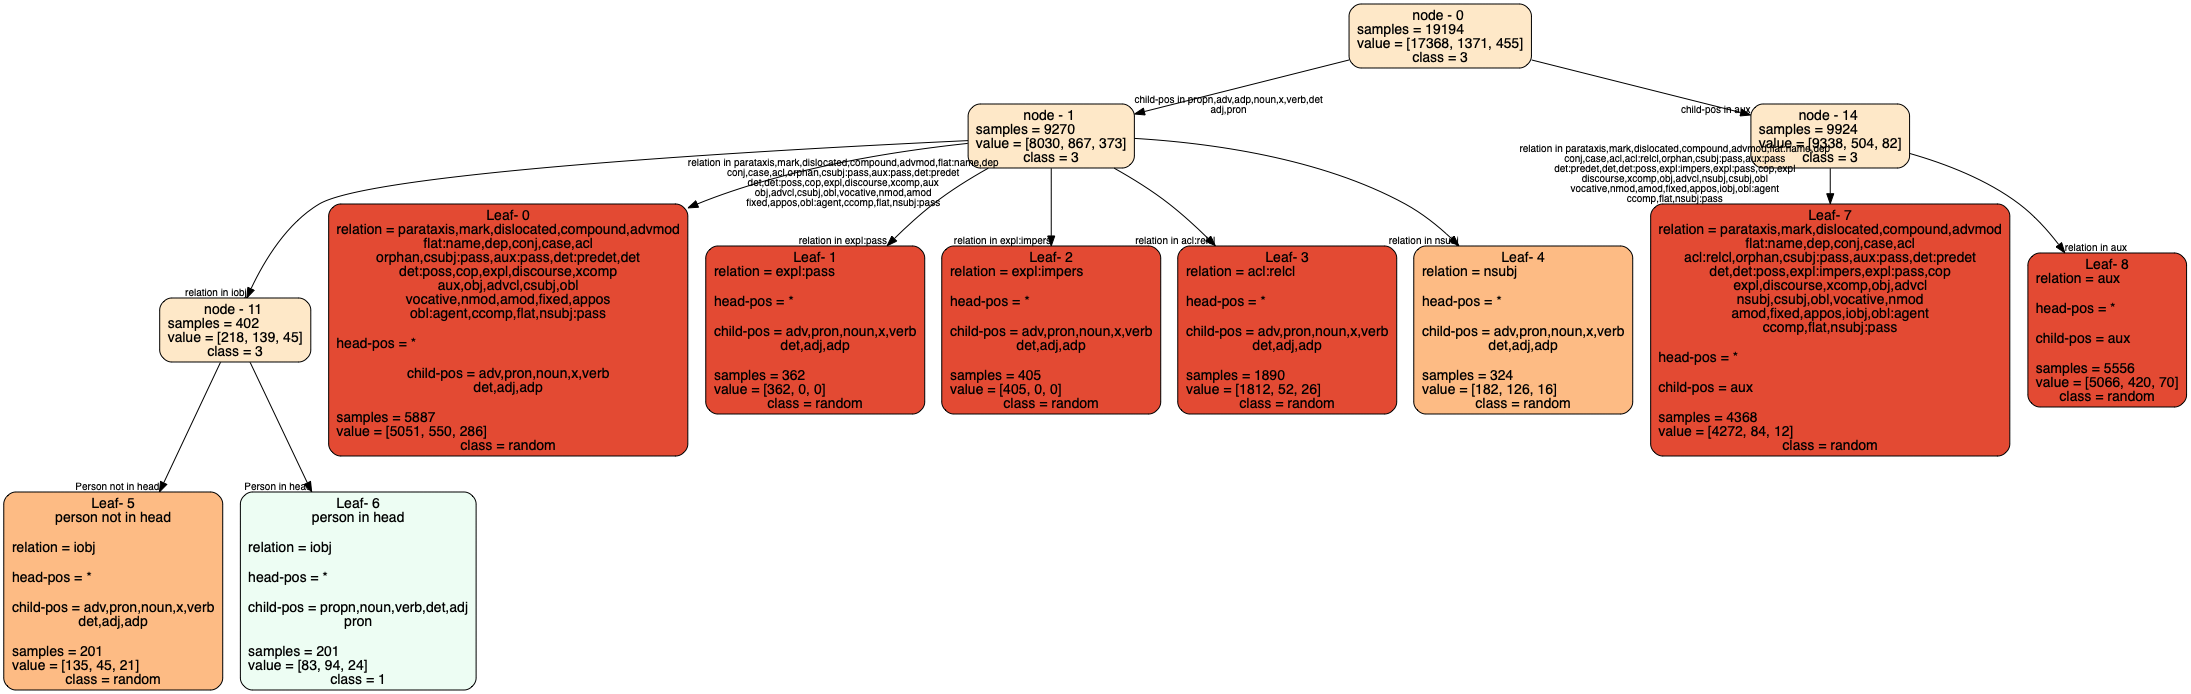 node - 0
samples = 19194
value = [17368, 1371, 455]
class = 3
child-pos in propn,adv,adp,noun,x,verb,det
adj,pron
child-pos in aux
node - 1
samples = 9270
value = [8030, 867, 373]
class = 3
node - 14
samples = 9924
value = [9338, 504, 82]
class = 3
relation in parataxis,mark,dislocated,compound,advmod,flat:name,dep
conj,case,acl,orphan,csubj:pass,aux:pass,det:predet
det,det:poss,cop,expl,discourse,xcomp,aux
obj,advcl,csubj,obl,vocative,nmod,amod
fixed,appos,obl:agent,ccomp,flat,nsubj:pass
relation in parataxis,mark,dislocated,compound,advmod,flat:name,dep
conj,case,acl,acl:relcl,orphan,csubj:pass,aux:pass
det:predet,det,det:poss,expl:impers,expl:pass,cop,expl
discourse,xcomp,obj,advcl,nsubj,csubj,obl
vocative,nmod,amod,fixed,appos,iobj,obl:agent
ccomp,flat,nsubj:pass
relation in iobj
relation in expl:pass
relation in expl:impers
relation in acl:relcl
relation in nsubj
relation in aux
node - 11
samples = 402
value = [218, 139, 45]
class = 3
Leaf- 0
relation = parataxis,mark,dislocated,compound,advmod
flat:name,dep,conj,case,acl
orphan,csubj:pass,aux:pass,det:predet,det
det:poss,cop,expl,discourse,xcomp
aux,obj,advcl,csubj,obl
vocative,nmod,amod,fixed,appos
obl:agent,ccomp,flat,nsubj:pass
head-pos = *
child-pos = adv,pron,noun,x,verb
det,adj,adp
samples = 5887
value = [5051, 550, 286]
class = random
Leaf- 1
relation = expl:pass
head-pos = *
child-pos = adv,pron,noun,x,verb
det,adj,adp
samples = 362
value = [362, 0, 0]
class = random
Leaf- 2
relation = expl:impers
head-pos = *
child-pos = adv,pron,noun,x,verb
det,adj,adp
samples = 405
value = [405, 0, 0]
class = random
Leaf- 3
relation = acl:relcl
head-pos = *
child-pos = adv,pron,noun,x,verb
det,adj,adp
samples = 1890
value = [1812, 52, 26]
class = random
Leaf- 4
relation = nsubj
head-pos = *
child-pos = adv,pron,noun,x,verb
det,adj,adp
samples = 324
value = [182, 126, 16]
class = random
Leaf- 7
relation = parataxis,mark,dislocated,compound,advmod
flat:name,dep,conj,case,acl
acl:relcl,orphan,csubj:pass,aux:pass,det:predet
det,det:poss,expl:impers,expl:pass,cop
expl,discourse,xcomp,obj,advcl
nsubj,csubj,obl,vocative,nmod
amod,fixed,appos,iobj,obl:agent
ccomp,flat,nsubj:pass
head-pos = *
child-pos = aux
samples = 4368
value = [4272, 84, 12]
class = random
Leaf- 8
relation = aux
head-pos = *
child-pos = aux
samples = 5556
value = [5066, 420, 70]
class = random
Person not in head
Person in head
Leaf- 5
person not in head
relation = iobj
head-pos = *
child-pos = adv,pron,noun,x,verb
det,adj,adp
samples = 201
value = [135, 45, 21]
class = random
Leaf- 6
person in head
relation = iobj
head-pos = *
child-pos = propn,noun,verb,det,adj
pron
samples = 201
value = [83, 94, 24]
class = 1